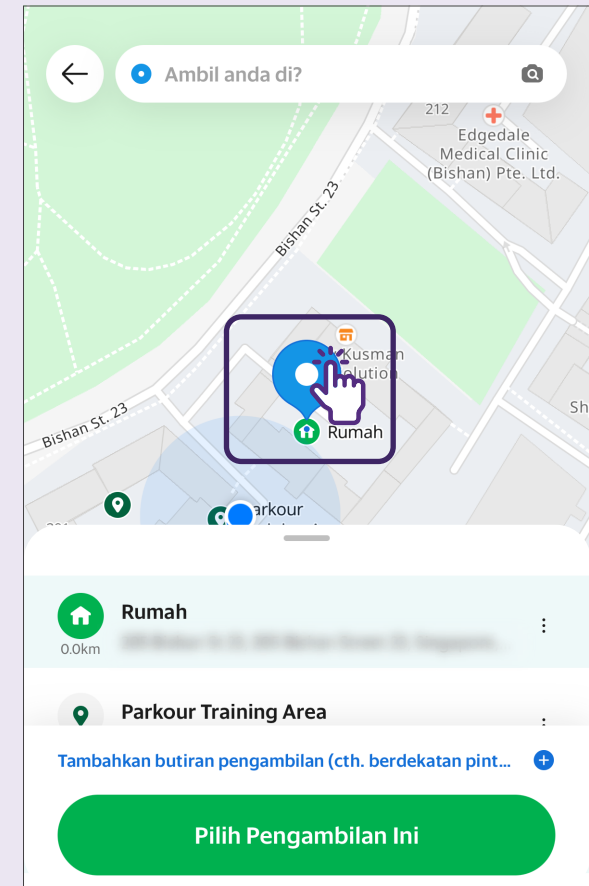 Ambil anda di?
212
Edgedale
Medical Clinic
(Bishan) Pte. Ltd.
Bishan St. 23
Kusman
olution
Sh
Rumah
Bishan St. 23
arkour
Rumah
0.0km
Parkour Training Area
Tambahkan butiran pengambilan (cth. berdekatan pint...
Pilih Pengambilan Ini